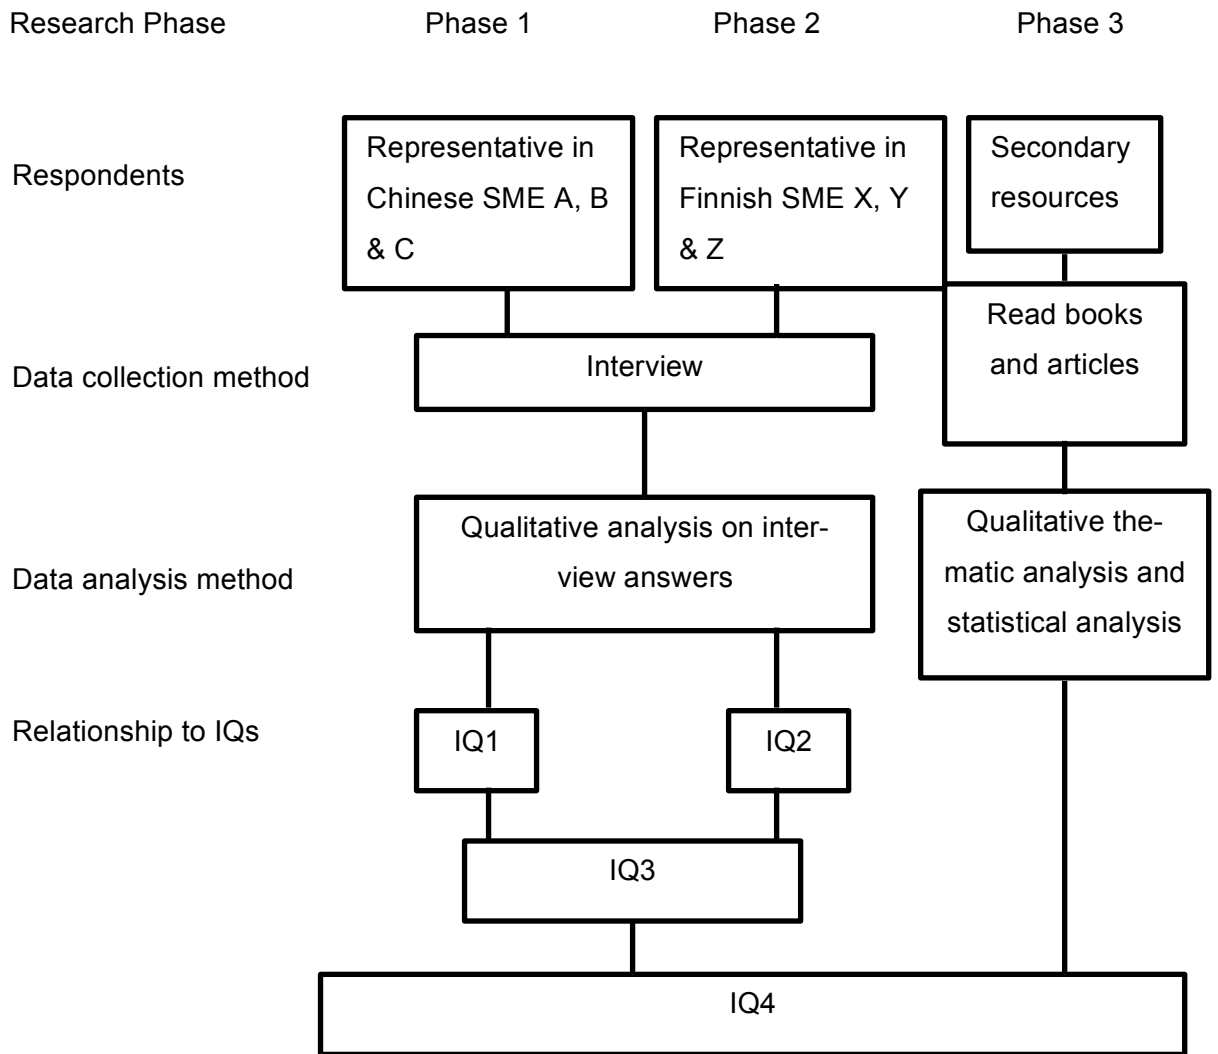 Research Phase Phase 1 Phase 2 Phase 3
Respondents
Representative in
Chinese SME A, B
& C
Representative in
Finnish SME X, Y
& Z
Secondary
resources
Data collection method
Interview
Read books
and articles
Data analysis method
Qualitative analysis on inter-
view answers
Qualitative the-
matic analysis and
statistical analysis
Relationship to IQs
IQ1
IQ2
IQ3
IQ4